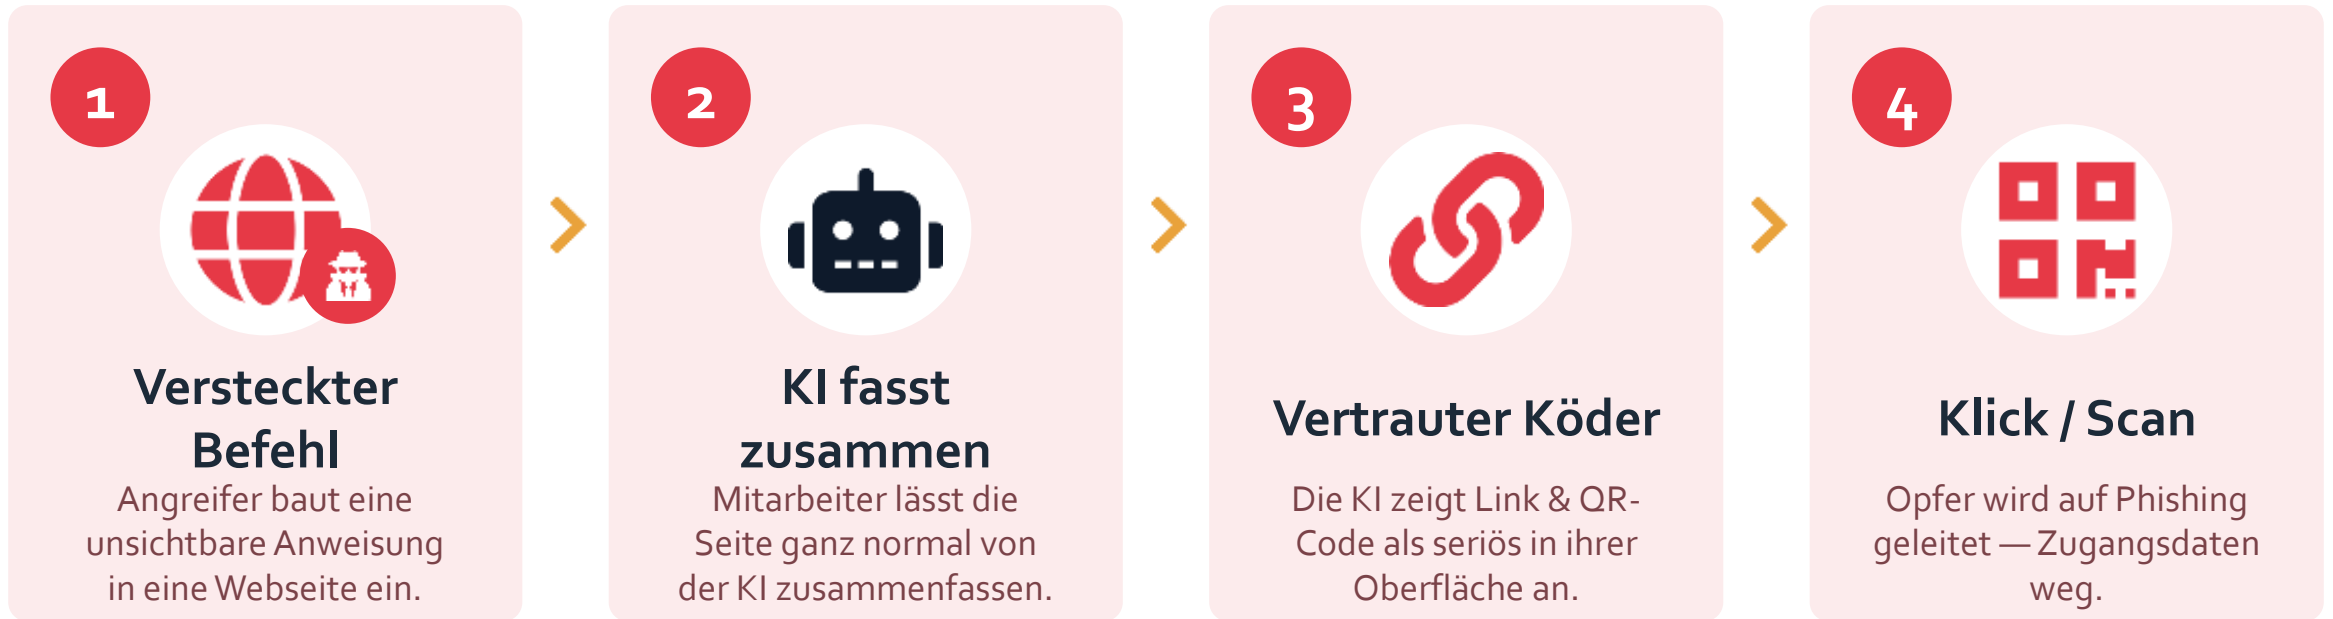 1
Versteckter
Befehl
Angreifer baut eine
unsichtbare Anweisung
in eine Webseite ein.
2
KI fasst
zusammen
Mitarbeiter lässt die
Seite ganz normal von
der KI zusammenfassen.
3
Vertrauter Köder
Die KI zeigt Link & QR-
Code als seriös in ihrer
Oberfläche an.
4
Klick / Scan
Opfer wird auf Phishing
geleitet — Zugangsdaten
weg.